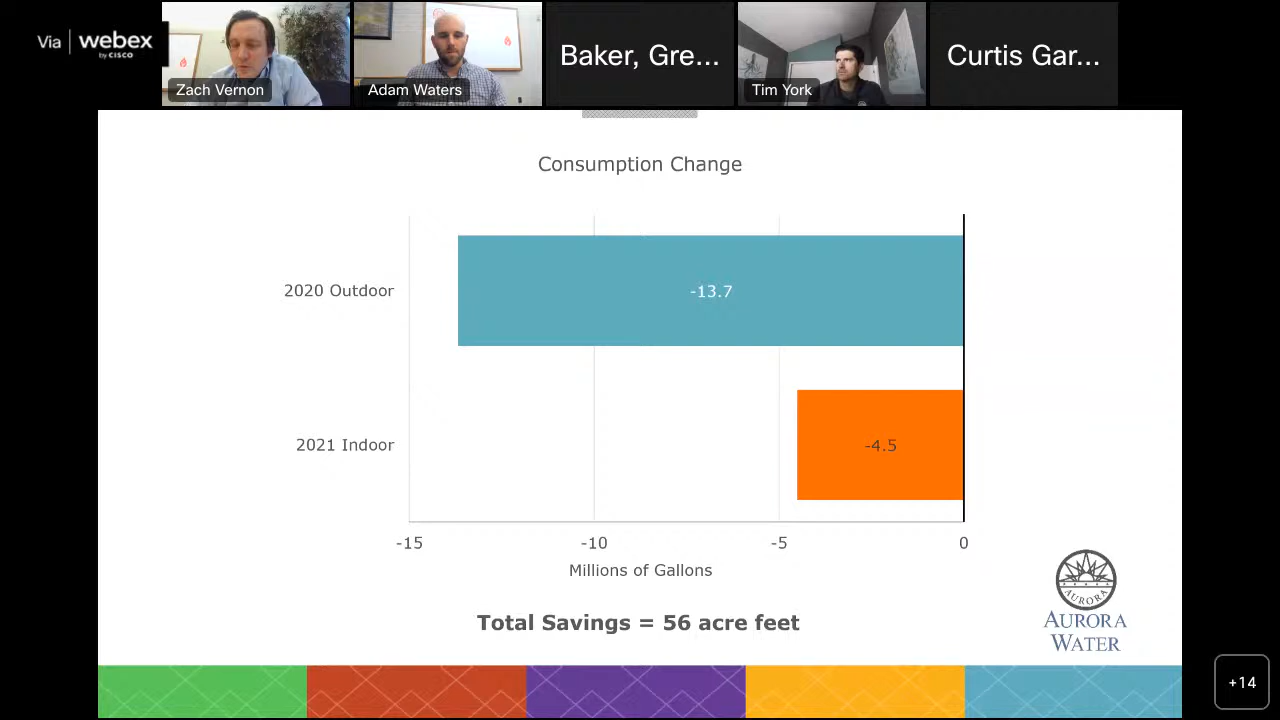 Via | webex
by CISCO
Zach Vernon
Adam Waters
Baker, Gre...
Tim York
Curtis Gar...
Consumption Change
2020 Outdoor
-13.7
2021 Indoor
-4.5
-15
-10
-5
0
Millions of Gallons
Total Savings = 56 acre feet
AURORA
AURORA
WATER
+14